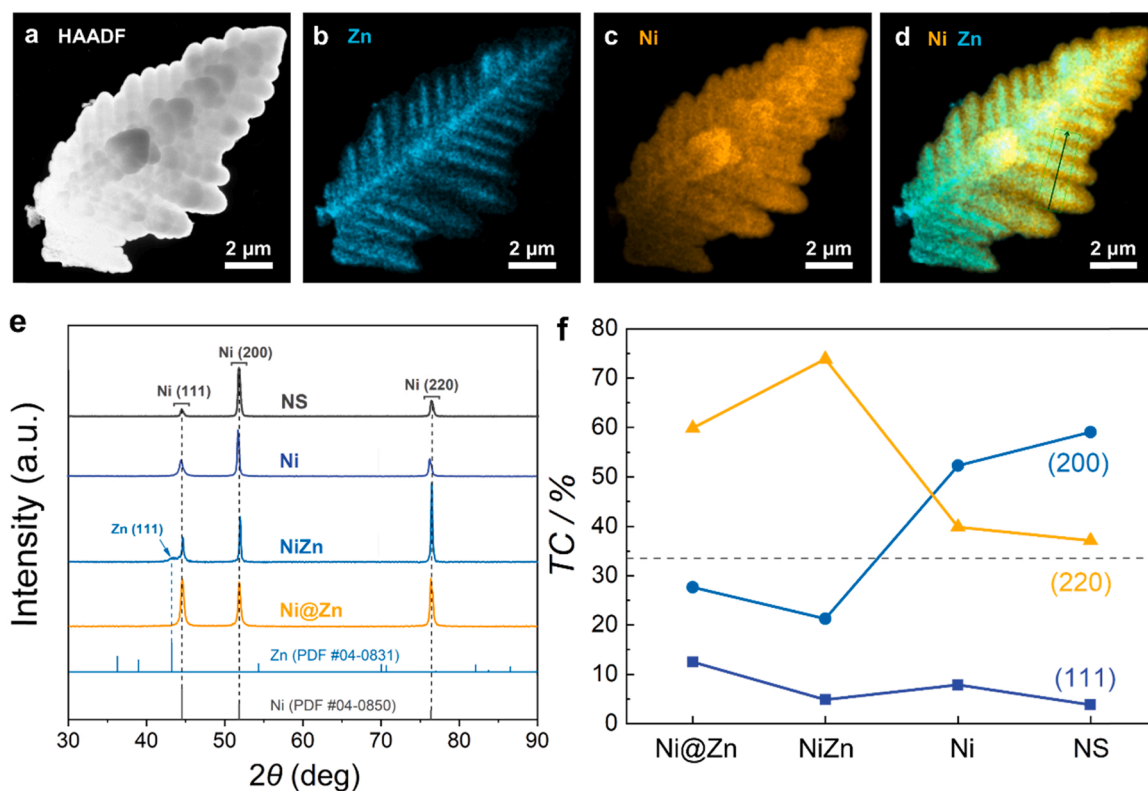 a HAADF
b Zn
c Ni
d Ni Zn
2 μm
2 μm
2 μm
2 μm
e
Intensity (a.u.)
Ni (111)
Ni (200)
Ni (220)
NS
Ni
Zn (111)
NiZn
Ni@Zn
Zn (PDF #04-0831)
Ni (PDF #04-0850)
30 40 50 60 70 80 90
2θ (deg)
f
TC / %
80
70
60
50
40
30
20
10
0
(200)
(220)
(111)
Ni@Zn NiZn Ni NS